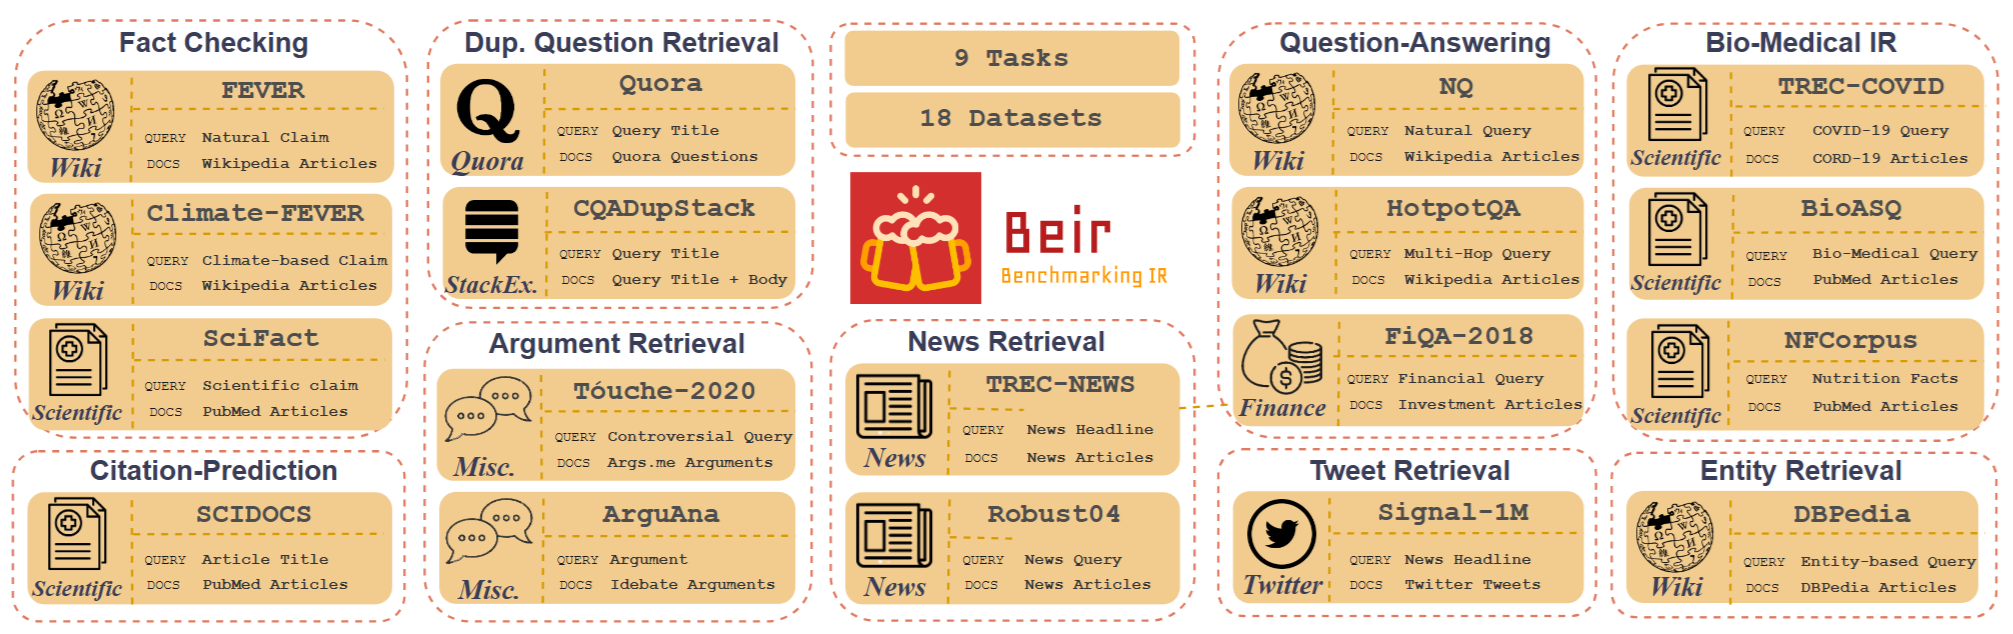 Fact Checking
FEVER
QUERY Natural Claim
DOCS Wikipedia Articles
Wiki
Climate-FEVER
QUERY Climate-based Claim
DOCS Wikipedia Articles
Wiki
SciFact
QUERY Scientific claim
DOCS PubMed Articles
Scientific
Citation-Prediction
SCIDOCS
QUERY Article Title
DOCS PubMed Articles
Scientific
Dup. Question Retrieval
Quora
QUERY Query Title
DOCS Quora Questions
Q
Quora
CQADupStack
QUERY Query Title
DOCS Query Title + Body
StackEx.
Argument Retrieval
Tóuche-2020
QUERY Controversial Query
DOCS Args.me Arguments
Misc.
ArguAna
QUERY Argument
DOCS Idebate Arguments
Misc.
9 Tasks
18 Datasets
Beir
Benchmarking IR
News Retrieval
TREC-NEWS
QUERY News Headline
DOCS News Articles
News
Robust04
QUERY News Query
DOCS News Articles
News
Question-Answering
NQ
QUERY Natural Query
DOCS Wikipedia Articles
Wiki
HotpotQA
QUERY Multi-Hop Query
DOCS Wikipedia Articles
Wiki
FiQA-2018
QUERY Financial Query
DOCS Investment Articles
Finance
Tweet Retrieval
Signal-1M
QUERY News Headline
DOCS Twitter Tweets
Twitter
Bio-Medical IR
TREC-COVID
QUERY COVID-19 Query
DOCS CORD-19 Articles
Scientific
BioASQ
QUERY Bio-Medical Query
DOCS PubMed Articles
Scientific
NFCorpus
QUERY Nutrition Facts
DOCS PubMed Articles
Scientific
Entity Retrieval
DBPedia
QUERY Entity-based Query
DOCS DBPedia Articles
Wiki